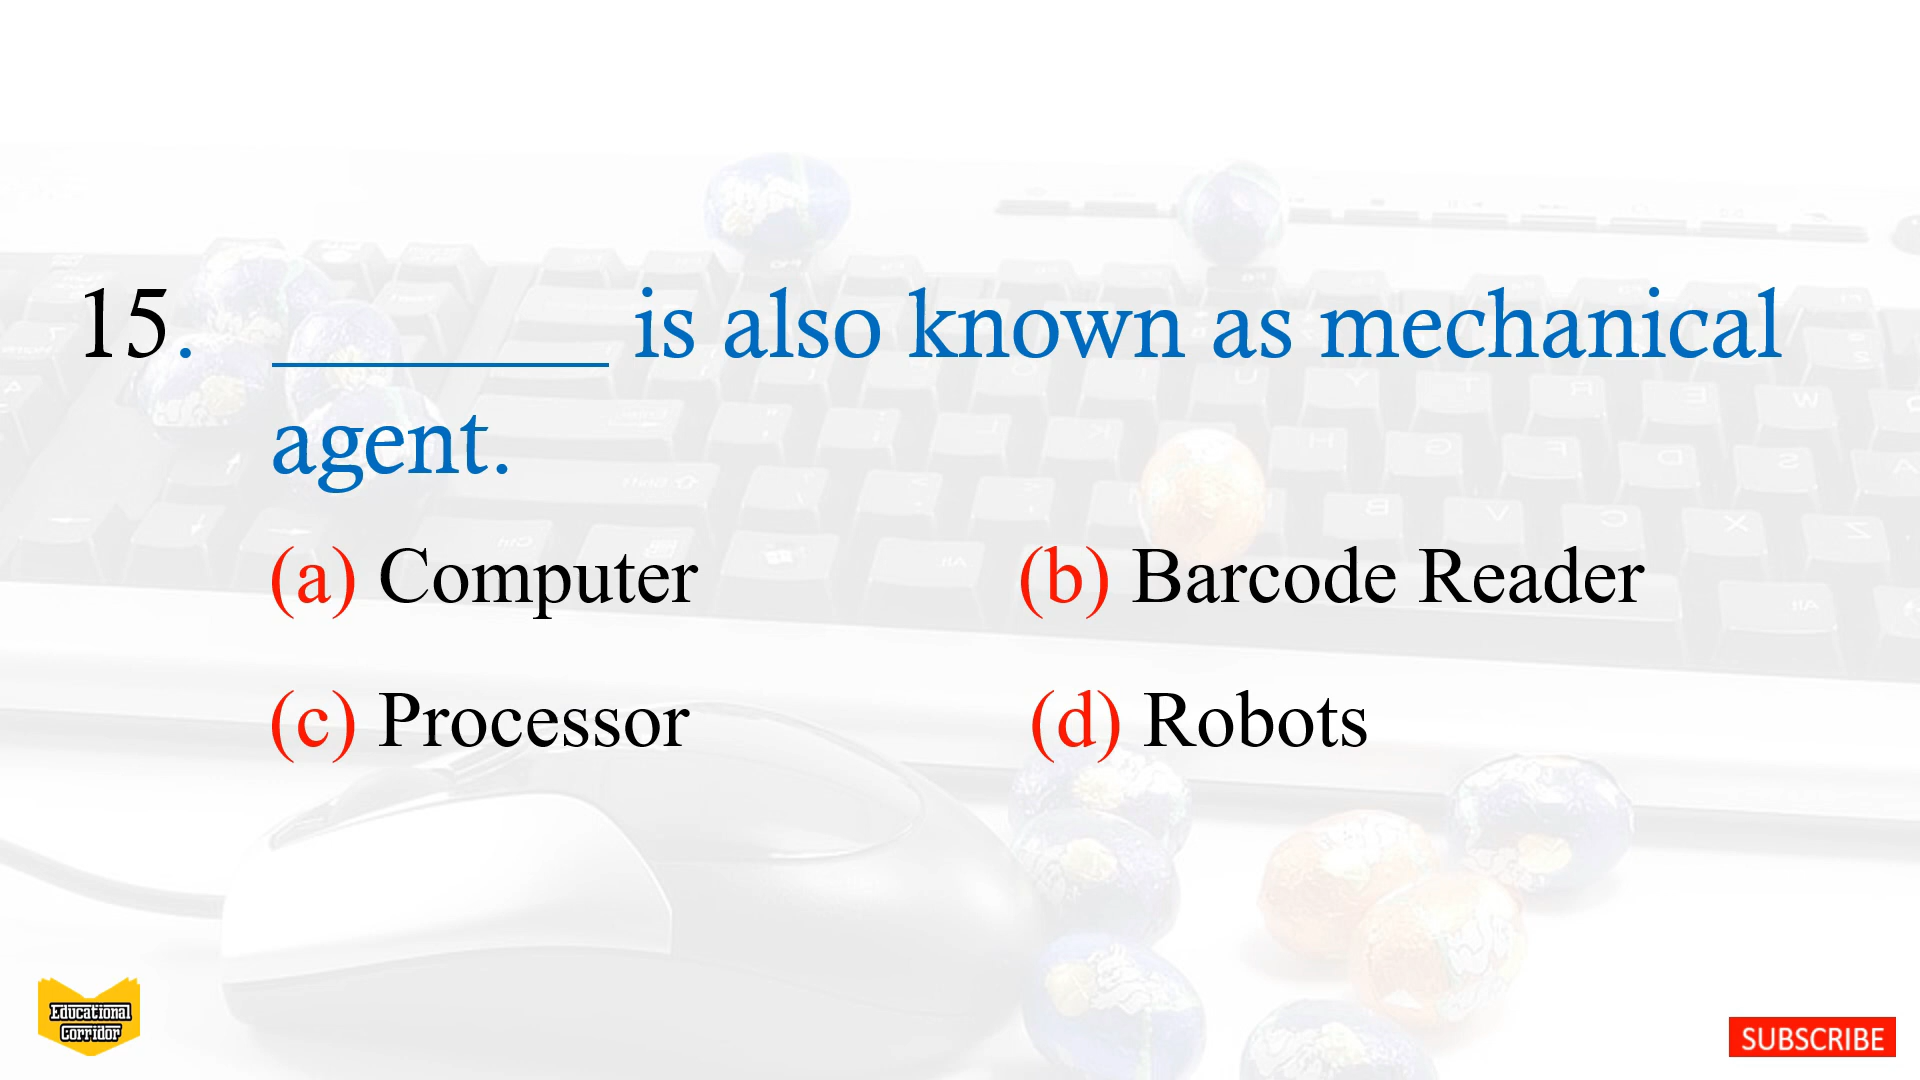 15. ________ is also known as mechanical
agent.
(a) Computer (b) Barcode Reader
(c) Processor (d) Robots
Educational
Corridor
SUBSCRIBE